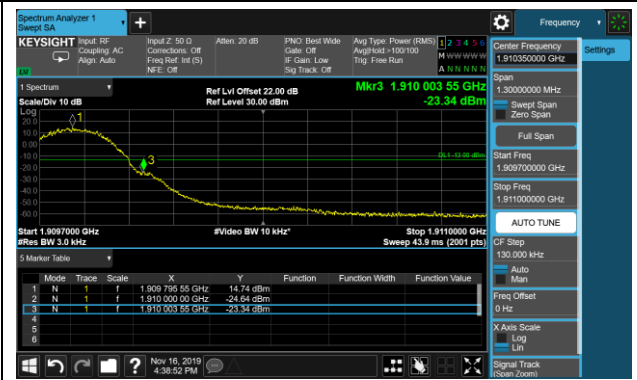 Spectrum Analyzer 1
Swept SA
Frequency
KEYSIGHT
Input: RF
Coupling: AC
Align: Auto
Input Z: 50 Ω
Corrections: Off
Freq Ref: Int (S)
NFE: Off
Atten: 20 dB
PNO: Best Wide
Gate: Off
IF Gain: Low
Sig Track: Off
Avg Type: Power (RMS)
Avg|Hold:>100/100
Trig: Free Run
1 2 3 4 5 6
M W W W W W
A N N N N N
1 Spectrum
Scale/Div 10 dB
Log
Ref Lvl Offset 22.00 dB
Ref Level 30.00 dBm
Mkr3 1.910 003 55 GHz
-23.34 dBm
20.0
10.0
0.00
-10.0
-20.0
-30.0
-40.0
-50.0
-60.0
1
3
DL1 -13.00 dBm
Start 1.9097000 GHz
#Res BW 3.0 kHz
#Video BW 10 kHz*
Stop 1.9110000 GHz
Sweep 43.9 ms (2001 pts)
5 Marker Table
Mode Trace Scale X Y Function Function Width Function Value
1 N 1 f 1.909 795 55 GHz 14.74 dBm
2 N 1 f 1.910 000 00 GHz -24.64 dBm
3 N 1 f 1.910 003 55 GHz -23.34 dBm
4
5
6
Nov 16, 2019
4:38:52 PM
Center Frequency
1.910350000 GHz
Settings
Span
1.30000000 MHz
Swept Span
Zero Span
Full Span
Start Freq
1.909700000 GHz
Stop Freq
1.911000000 GHz
AUTO TUNE
CF Step
130.000 kHz
Auto
Man
Freq Offset
0 Hz
X Axis Scale
Log
Lin
Signal Track
(Span Zoom)